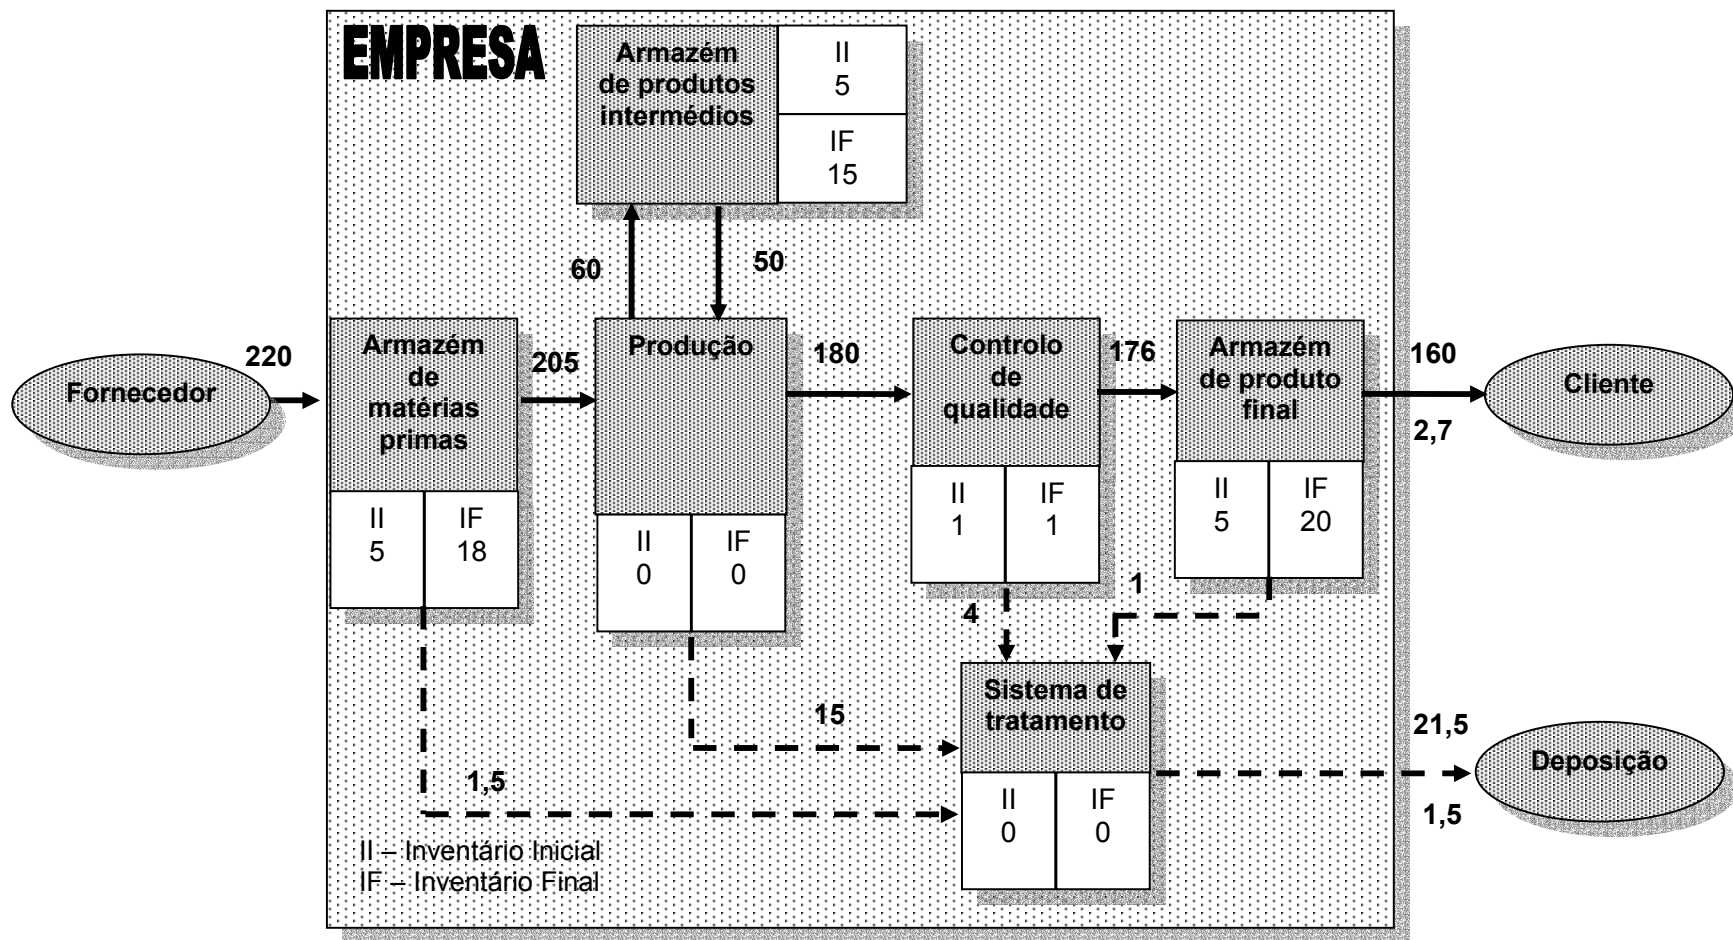 EMPRESA
Armazém
de produtos
intermédios
II
5
IF
15
60
50
Fornecedor
220
Armazém
de
matérias
primas
II
5
IF
18
205
Produção
II
0
IF
0
180
Controlo
de
qualidade
II
1
IF
1
176
Armazém
de produto
final
II
5
IF
20
160
2,7
Cliente
4
1
15
1,5
Sistema de
tratamento
II
0
IF
0
21,5
1,5
Deposição
II – Inventário Inicial
IF – Inventário Final